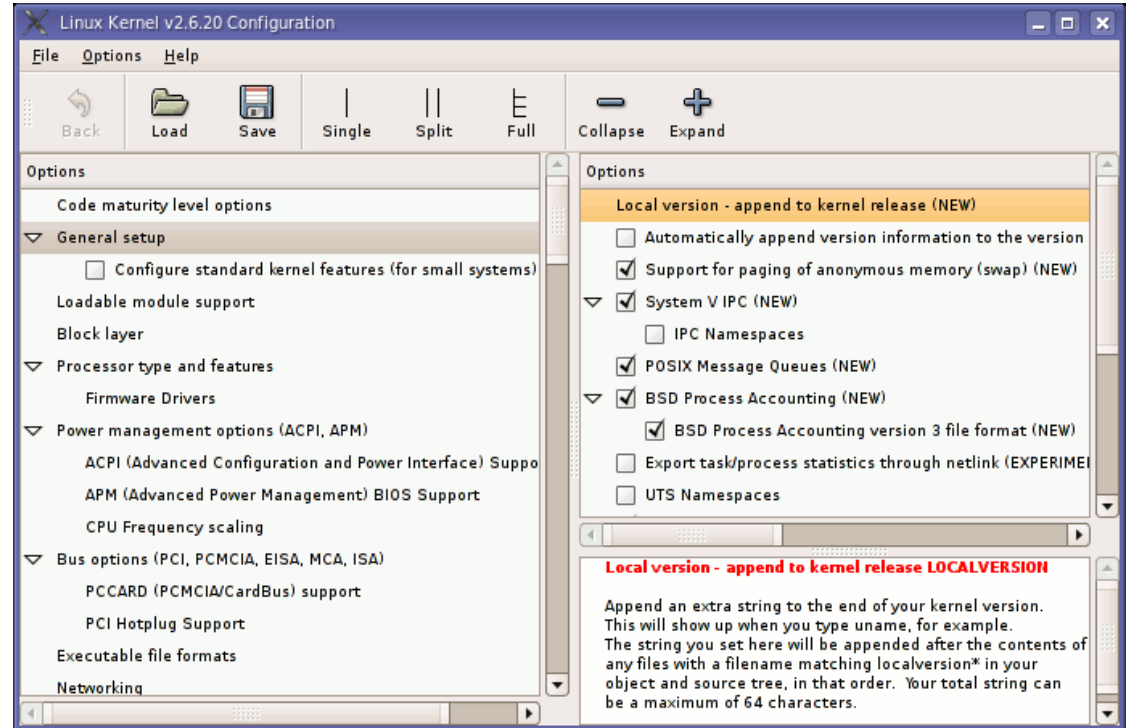 Linux Kernel v2.6.20 Configuration
File Options Help
Back Load Save Single Split Full Collapse Expand
Options
Code maturity level options
General setup
Configure standard kernel features (for small systems)
Loadable module support
Block layer
Processor type and features
Firmware Drivers
Power management options (ACPI, APM)
ACPI (Advanced Configuration and Power Interface) Suppo
APM (Advanced Power Management) BIOS Support
CPU Frequency scaling
Bus options (PCI, PCMCIA, EISA, MCA, ISA)
PCCARD (PCMCIA/CardBus) support
PCI Hotplug Support
Executable file formats
Networking
Options
Local version - append to kernel release (NEW)
Automatically append version information to the version
Support for paging of anonymous memory (swap) (NEW)
System V IPC (NEW)
IPC Namespaces
POSIX Message Queues (NEW)
BSD Process Accounting (NEW)
BSD Process Accounting version 3 file format (NEW)
Export task/process statistics through netlink (EXPERIME
UTS Namespaces
Local version - append to kernel release LOCALVERSION
Append an extra string to the end of your kernel version.
This will show up when you type uname, for example.
The string you set here will be appended after the contents of
any files with a filename matching localversion* in your
object and source tree, in that order. Your total string can
be a maximum of 64 characters.